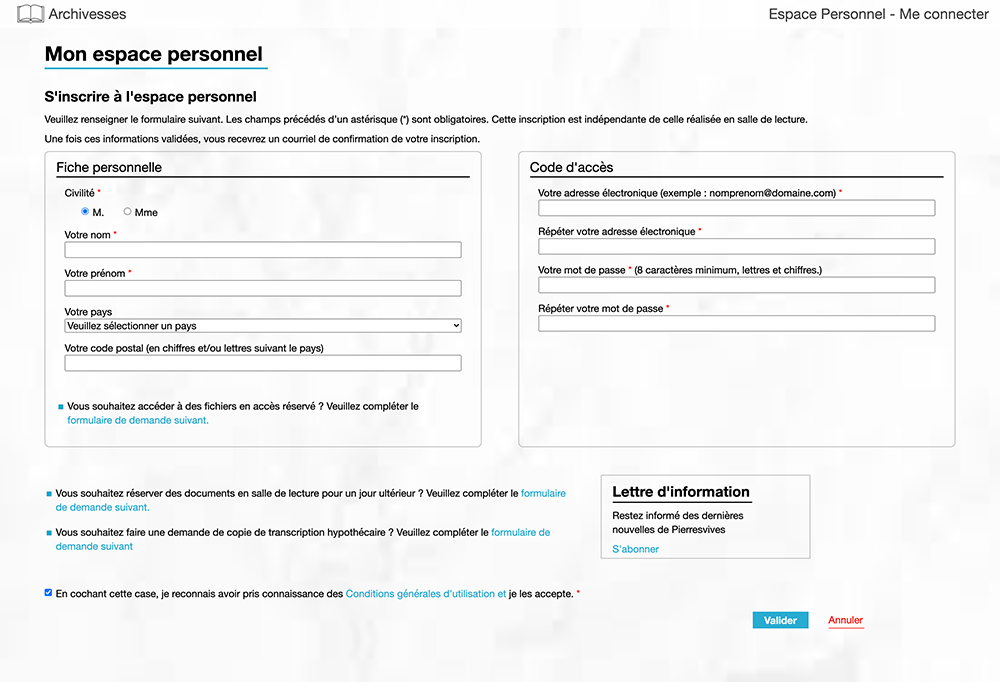 Archivesses
Espace Personnel - Me connecter
Mon espace personnel
S'inscrire à l'espace personnel
Veuillez renseigner le formulaire suivant. Les champs précédés d'un astérisque (*) sont obligatoires. Cette inscription est indépendante de celle réalisée en salle de lecture.
Une fois ces informations validées, vous recevrez un courriel de confirmation de votre inscription.
Fiche personnelle
Civilité *
M. Mme
Votre nom *
Votre prénom *
Votre pays
Veuillez sélectionner un pays
Votre code postal (en chiffres et/ou lettres suivant le pays)
Vous souhaitez accéder à des fichiers en accès réservé ? Veuillez compléter le
formulaire de demande suivant.
Code d'accès
Votre adresse électronique (exemple : nomprenom@domaine.com) *
Répéter votre adresse électronique *
Votre mot de passe * (8 caractères minimum, lettres et chiffres.)
Répéter votre mot de passe *
Vous souhaitez réserver des documents en salle de lecture pour un jour ultérieur ? Veuillez compléter le formulaire
de demande suivant.
Vous souhaitez faire une demande de copie de transcription hypothécaire ? Veuillez compléter le formulaire de
demande suivant
Lettre d'information
Restez informé des dernières
nouvelles de Pierresvives
S'abonner
En cochant cette case, je reconnais avoir pris connaissance des Conditions générales d'utilisation et je les accepte. *
Valider
Annuler